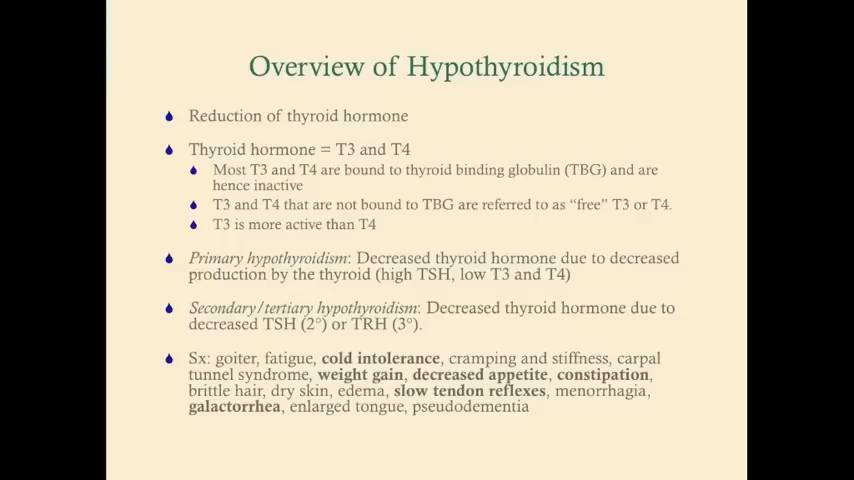 Overview of Hypothyroidism
Reduction of thyroid hormone
Thyroid hormone = T3 and T4
Most T3 and T4 are bound to thyroid binding globulin (TBG) and are
hence inactive
T3 and T4 that are not bound to TBG are referred to as “free” T3 or T4.
T3 is more active than T4
Primary hypothyroidism: Decreased thyroid hormone due to decreased
production by the thyroid (high TSH, low T3 and T4)
Secondary/tertiary hypothyroidism: Decreased thyroid hormone due to
decreased TSH (2°) or TRH (3°).
Sx: goiter, fatigue, cold intolerance, cramping and stiffness, carpal
tunnel syndrome, weight gain, decreased appetite, constipation,
brittle hair, dry skin, edema, slow tendon reflexes, menorrhagia,
galactorrhea, enlarged tongue, pseudodementia